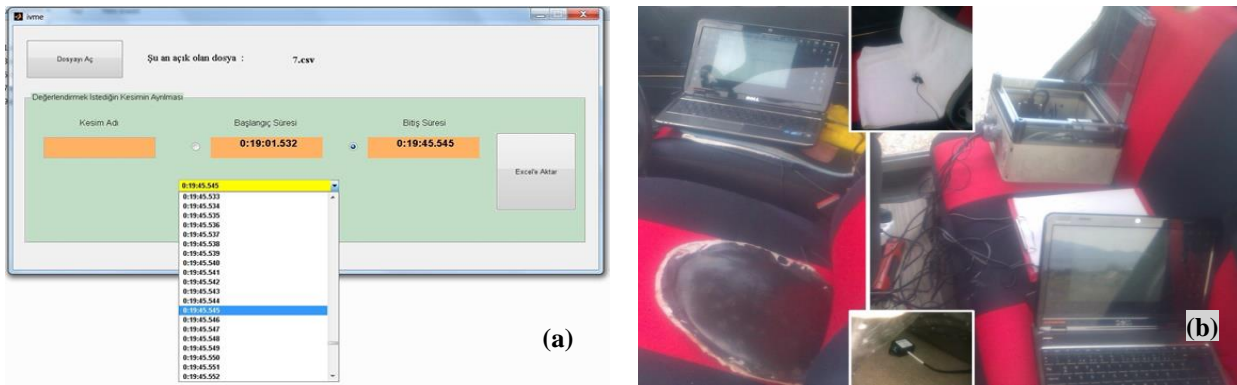 ivme
Dosyayı Aç
Şu an açık olan dosya :
7.csv
Değerlendirmek İstediğin Kesimin Ayrılması
Kesim Adı
Başlangıç Süresi
Bitiş Süresi
0:19:01.532
0:19:45.545
Excel'e Aktar
0:19:45.545
0:19:45.533
0:19:45.534
0:19:45.535
0:19:45.536
0:19:45.537
0:19:45.538
0:19:45.539
0:19:45.540
0:19:45.541
0:19:45.542
0:19:45.543
0:19:45.544
0:19:45.545
0:19:45.546
0:19:45.547
0:19:45.548
0:19:45.549
0:19:45.550
0:19:45.551
0:19:45.552
(a)
DELL
(b)